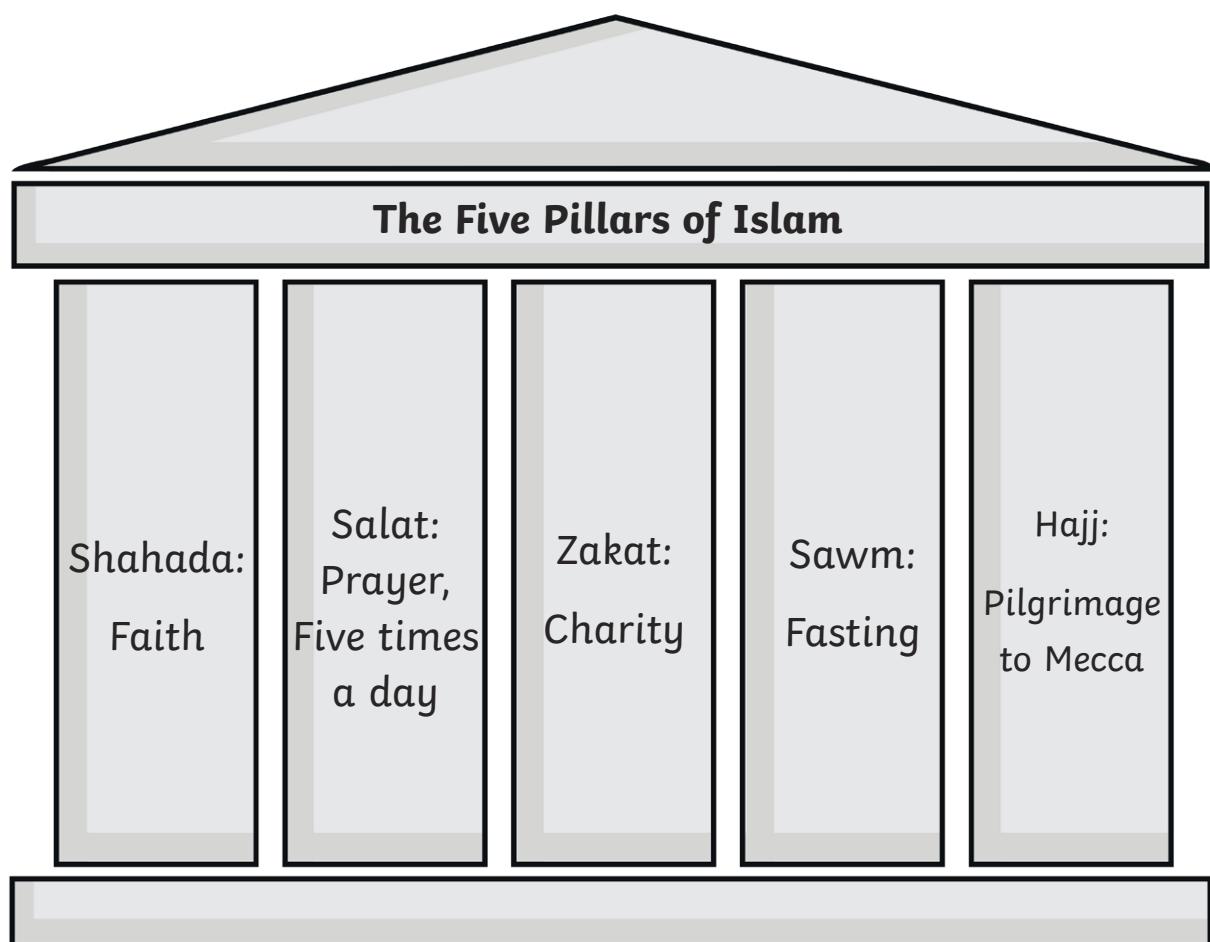 The Five Pillars of Islam
Shahada:
Faith
Salat:
Prayer,
Five times
a day
Zakat:
Charity
Sawm:
Fasting
Hajj:
Pilgrimage
to Mecca